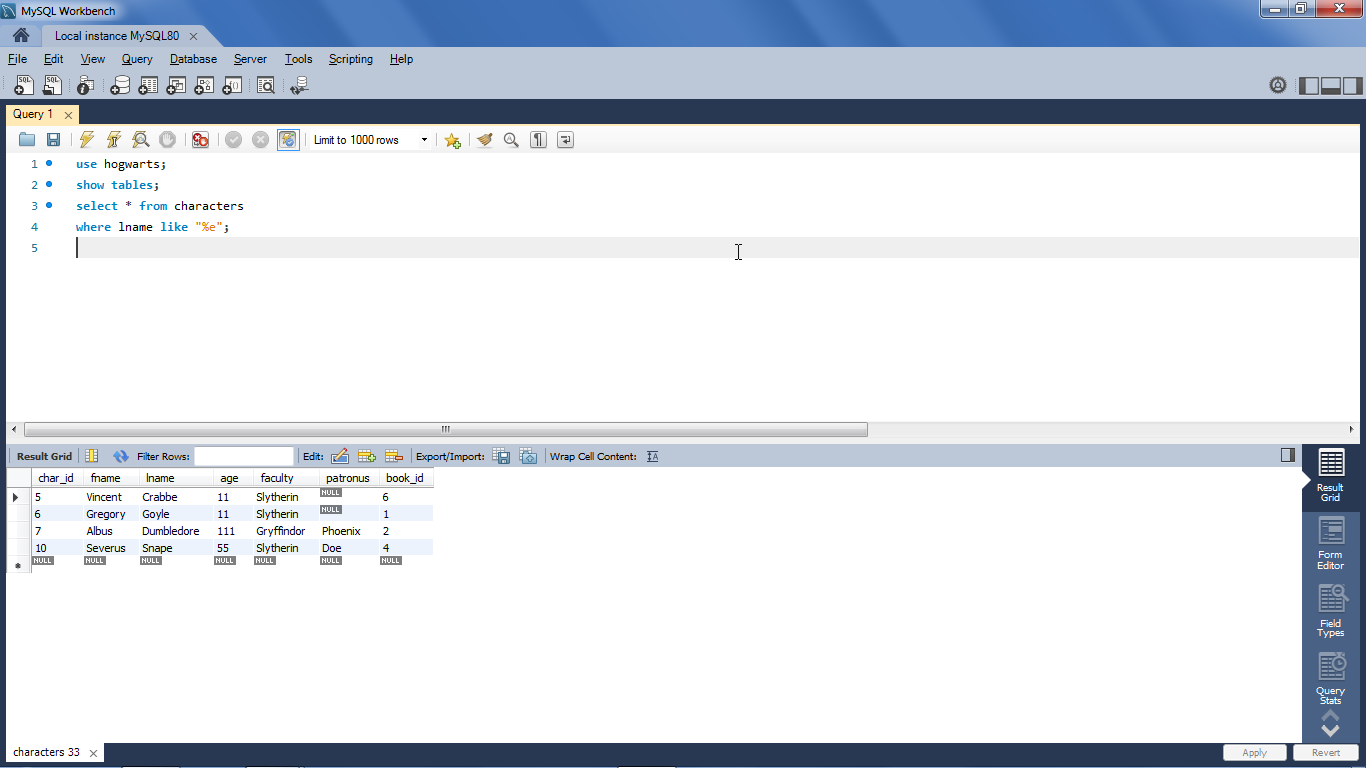 MySQL Workbench
Local instance MySQL80
File Edit View Query Database Server Tools Scripting Help
Query 1
Limit to 1000 rows
1 use hogwarts;
2 show tables;
3 select * from characters
4 where lname like "%e";
5
Result Grid Filter Rows: Edit: Export/Import: Wrap Cell Content: IA
char_id fname lname age faculty patronus book_id
5 Vincent Crabbe 11 Slytherin NULL 6
6 Gregory Goyle 11 Slytherin NULL 1
7 Albus Dumbledore 111 Gryffindor Phoenix 2
10 Severus Snape 55 Slytherin Doe 4
NULL NULL NULL NULL NULL NULL NULL
Result
Grid
Form
Editor
Field
Types
Query
Stats
characters 33
Apply Revert